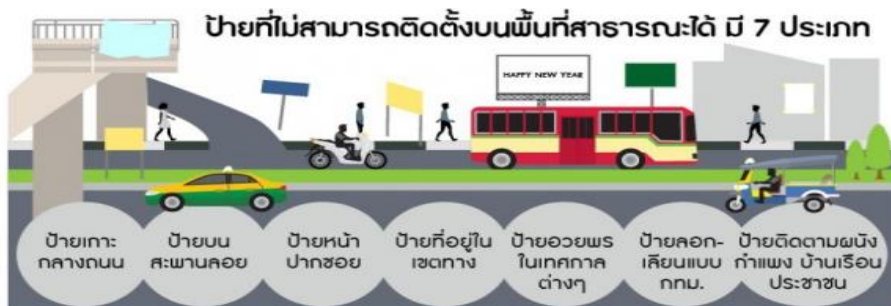 ป้ายที่ไม่สามารถติดตั้งบนพื้นที่สาธารณะได้ มี 7 ประเภท
HAPPY NEW YEAR
ป้ายเกาะ
กลางถนน
ป้ายบน
สะพานลอย
ป้ายหน้า
ปากซอย
ป้ายที่อยู่ใน
เขตทาง
ป้ายอวยพร
ในเทศกาล
ต่างๆ
ป้ายลอก-
เลียนแบบ
กทม.
ป้ายติดตามผนัง
กำแพง บ้านเรือน
ประชาชน